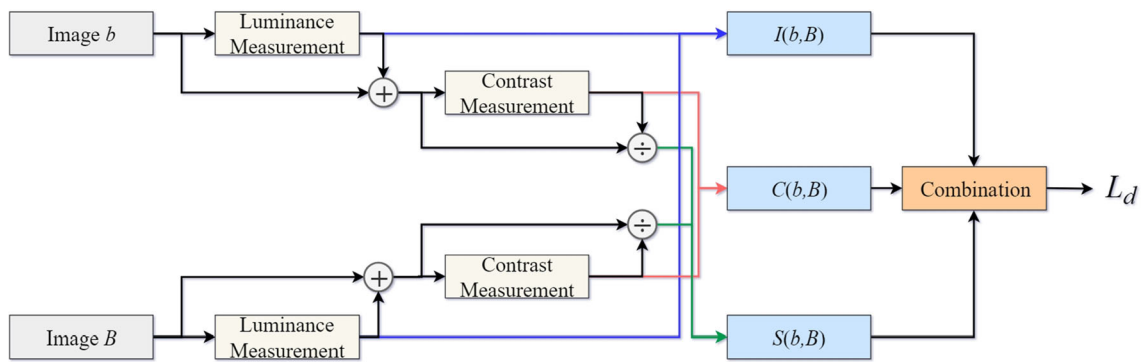 Image b
Luminance
Measurement
I(b,B)
+
Contrast
Measurement
÷
C(b,B)
Combination
L_d
÷
+
Contrast
Measurement
Image B
Luminance
Measurement
S(b,B)